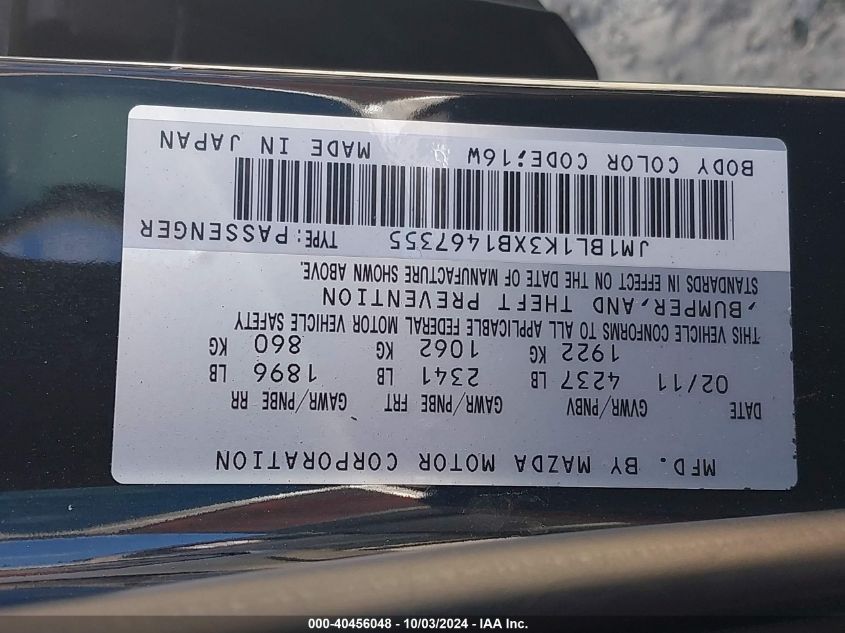 MFD. BY MAZDA MOTOR CORPORATION
DATE GVWR/PNBV GAWR/PNBE FRT GAWR/PNBE RR
02/11 4237 LB 2341 LB 1896 LB
1922 KG 1062 KG 860 KG
THIS VEHICLE CONFORMS TO ALL APPLICABLE FEDERAL MOTOR VEHICLE SAFETY
,BUMPER,AND THEFT PREVENTION
STANDARDS IN EFFECT ON THE DATE OF MANUFACTURE SHOWN ABOVE.
JM1BL1K3XB1467355 TYPE:PASSENGER
BODY COLOR CODE:16W MADE IN JAPAN
000-40456048 - 10/03/2024 - IAA Inc.